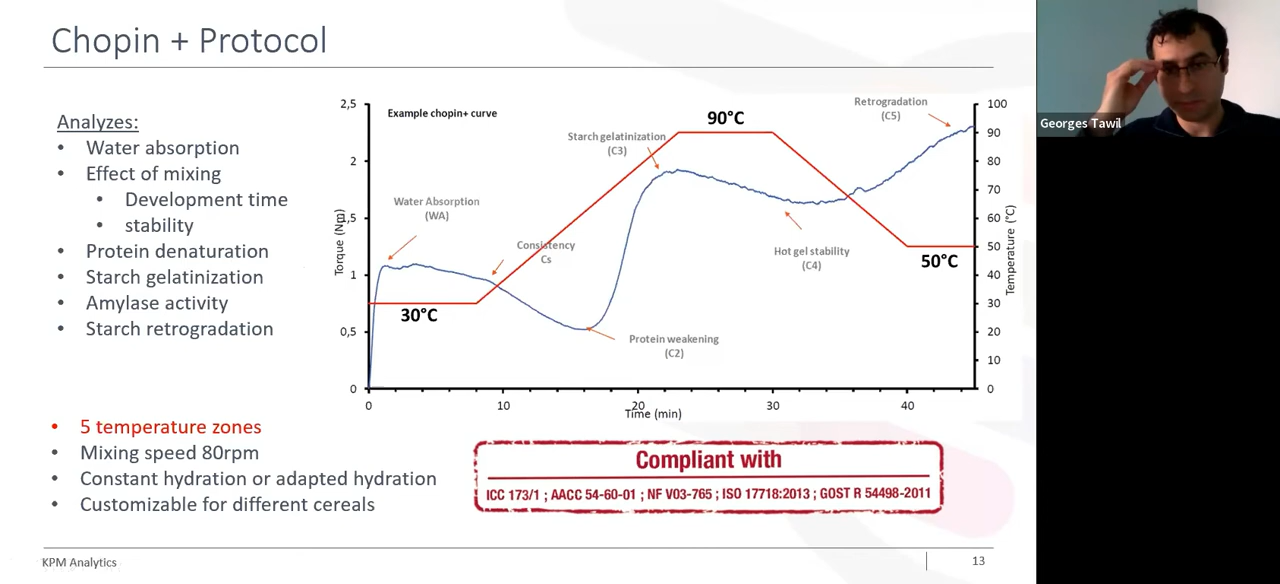 Chopin + Protocol
Analyzes:
• Water absorption
• Effect of mixing
• Development time
• stability
• Protein denaturation
• Starch gelatinization
• Amylase activity
• Starch retrogradation
• 5 temperature zones
• Mixing speed 80rpm
• Constant hydration or adapted hydration
• Customizable for different cereals
Example chopin+ curve
2,5
2
1,5
1
0,5
0
Torque (Nm)
Water Absorption
(WA)
Consistency
Cs
Starch gelatinization
(C3)
Protein weakening
(C2)
Hot gel stability
(C4)
Retrogradation
(C5)
30°C
90°C
50°C
100
90
80
70
60
50
40
30
20
10
0
Temperature (°C)
0 10 20 30 40
Time (min)
Compliant with
ICC 173/1 ; AACC 54-60-01 ; NF V03-765 ; ISO 17718:2013 ; GOST R 54498-2011
KPM Analytics
13
Georges Tawil